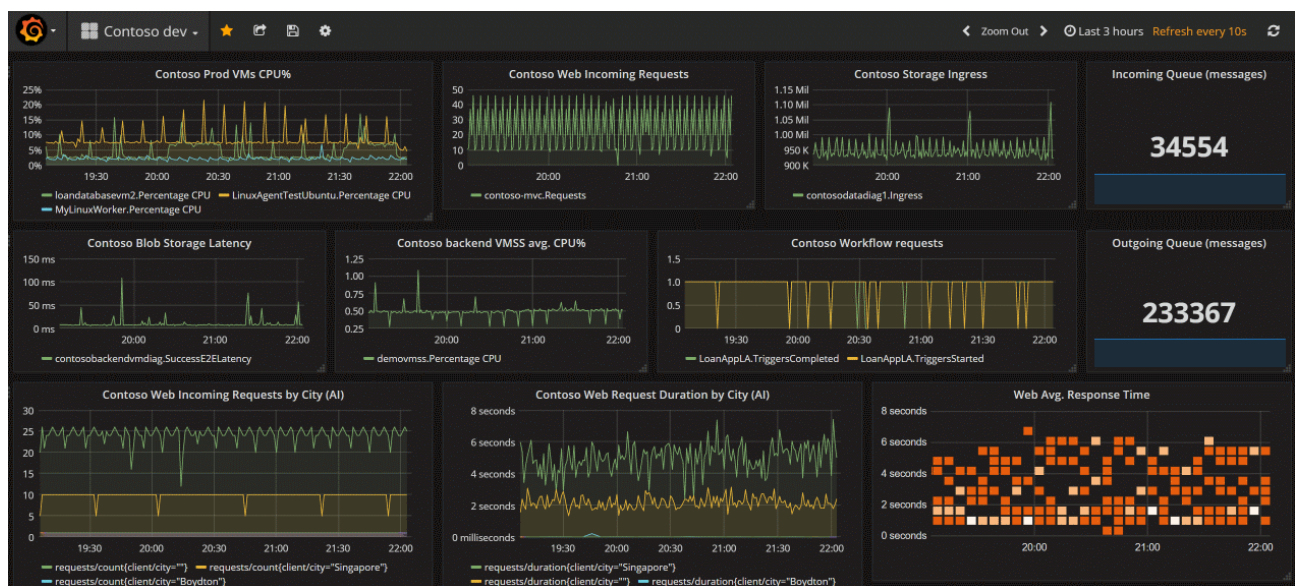 Contoso dev
Zoom Out
Last 3 hours Refresh every 10s
Contoso Prod VMs CPU%
25%
20%
15%
10%
5%
0%
19:30 20:00 20:30 21:00 21:30 22:00
loandatabasevm2.Percentage CPU LinuxAgentTestUbuntu.Percentage CPU
MyLinuxWorker.Percentage CPU
Contoso Web Incoming Requests
50
40
30
20
10
0
20:00 21:00 22:00
contoso-mvc.Requests
Contoso Storage Ingress
1.15 Mil
1.10 Mil
1.05 Mil
1.00 Mil
950 K
900 K
20:00 21:00 22:00
contosodatadiag1.Ingress
Incoming Queue (messages)
34554
Contoso Blob Storage Latency
150 ms
100 ms
50 ms
0 ms
20:00 21:00 22:00
contosobackendvmdiag.SuccessE2ELatency
Contoso backend VMSS avg. CPU%
1.25
1.00
0.75
0.50
0.25
20:00 21:00 22:00
demovmss.Percentage CPU
Contoso Workflow requests
1.5
1.0
0.5
0
19:30 20:00 20:30 21:00 21:30 22:00
LoanAppLA.TriggersCompleted LoanAppLA.TriggersStarted
Outgoing Queue (messages)
233367
Contoso Web Incoming Requests by City (AI)
30
25
20
15
10
5
0
19:30 20:00 20:30 21:00 21:30 22:00
requests/count{client/city=""} requests/count{client/city="Singapore"}
requests/count{client/city="Boydton"}
Contoso Web Request Duration by City (AI)
8 seconds
6 seconds
4 seconds
2 seconds
0 milliseconds
19:30 20:00 20:30 21:00 21:30 22:00
requests/duration{client/city="Singapore"}
requests/duration{client/city=""} requests/duration{client/city="Boydton"}
Web Avg. Response Time
8 seconds
6 seconds
4 seconds
2 seconds
0 seconds
20:00 21:00 22:00